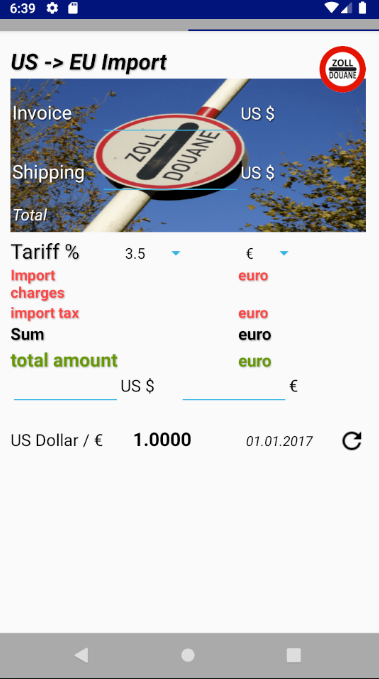 6:39
US -> EU Import
ZOLL
DOUANE
Invoice US $
ZOLL
DOUANE
Shipping US $
Total
Tariff % 3.5 €
Import charges euro
import tax euro
Sum euro
total amount euro
US $ €
US Dollar / € 1.0000 01.01.2017